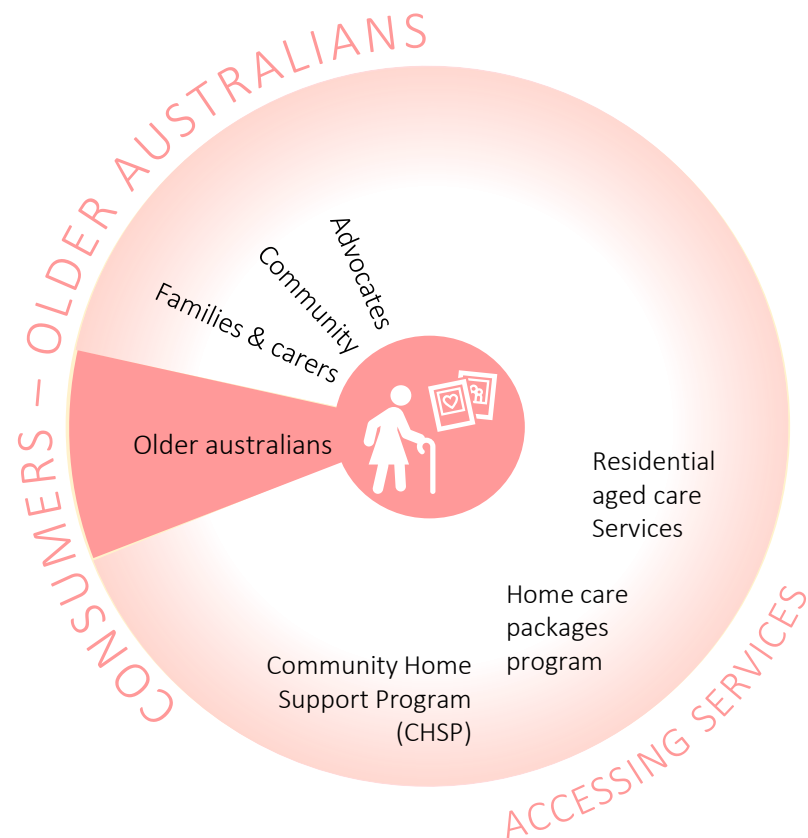 CONSUMERS – OLDER AUSTRALIANS
Advocates
Community
Families & carers
Older australians
Residential
aged care
Services
Home care
packages
program
Community Home
Support Program
(CHSP)
ACCESSING SERVICES